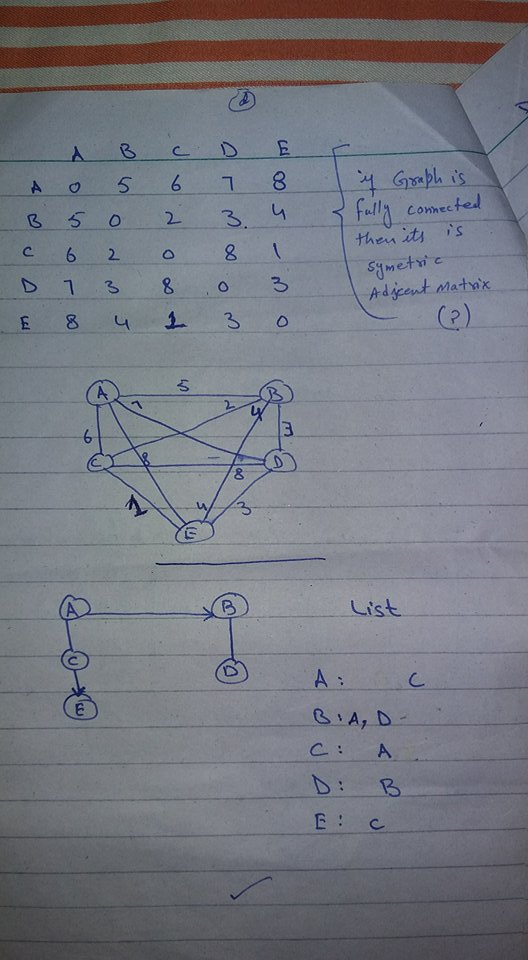 d
A B C D E
A 0 5 6 7 8
B 5 0 2 3. 4
C 6 2 0 8 1
D 7 3 8 0 3
E 8 4 1 3 0
if Graph is
fully connected
then its is
symetric
Adjcent Matrix
(?)
A 5 B
7 2 4
6 3
C 8 8 D
1 4 3
E
A B
C D
E
List
A: C
B: A, D
C: A
D: B
E: C